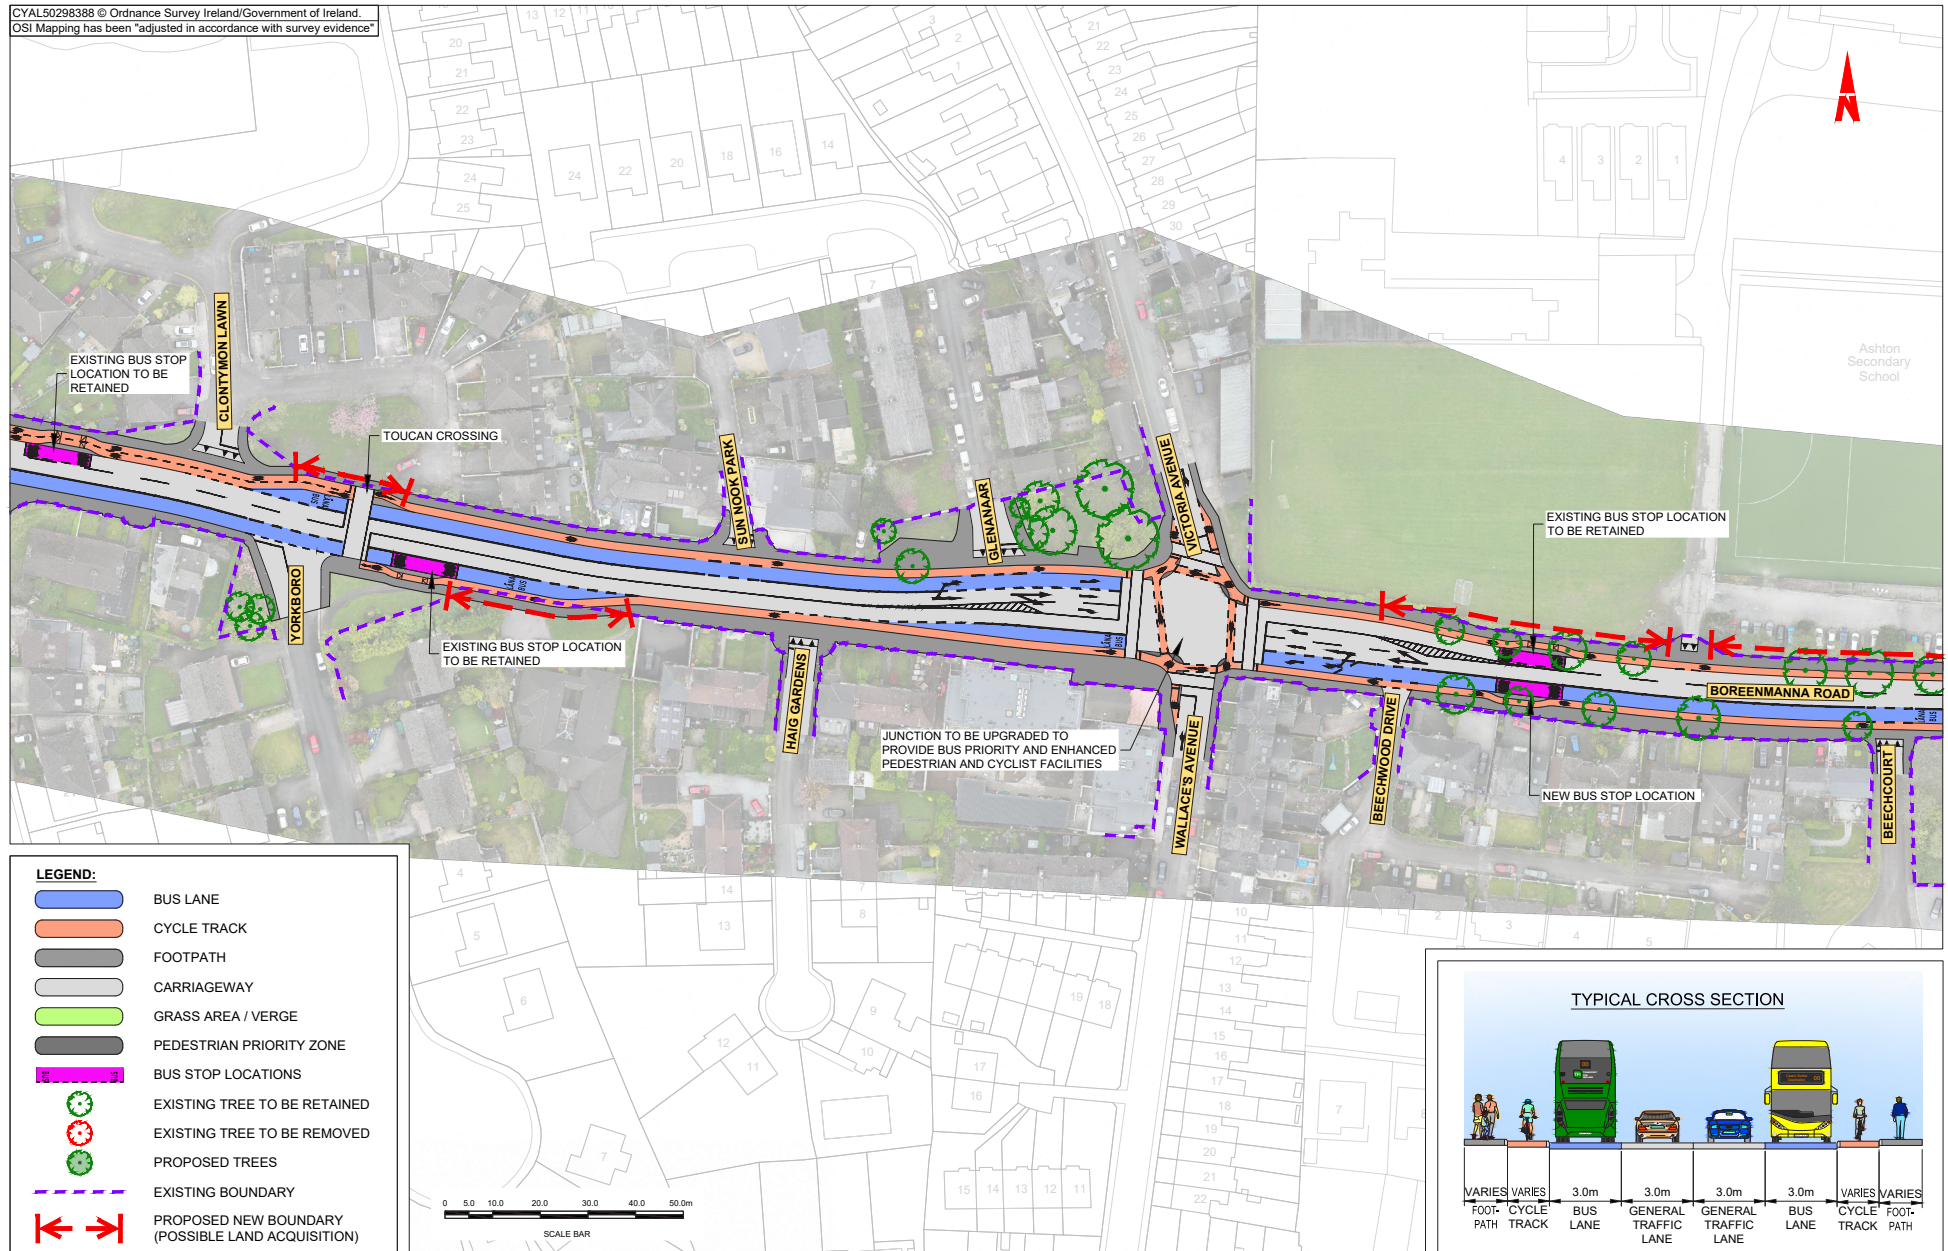 CYAL50298388 © Ordnance Survey Ireland/Government of Ireland.
OSI Mapping has been "adjusted in accordance with survey evidence"
N
EXISTING BUS STOP
LOCATION TO BE
RETAINED
CLONTYMON LAWN
TOUCAN CROSSING
SUN NOOK PARK
GLENANAAR
VICTORIA AVENUE
Ashton
Secondary
School
EXISTING BUS STOP LOCATION
TO BE RETAINED
YORKBORO
EXISTING BUS STOP LOCATION
TO BE RETAINED
HAIG GARDENS
JUNCTION TO BE UPGRADED TO
PROVIDE BUS PRIORITY AND ENHANCED
PEDESTRIAN AND CYCLIST FACILITIES
WALLACE'S AVENUE
BEECHWOOD DRIVE
BOREENMANNA ROAD
NEW BUS STOP LOCATION
BEECHCOURT
LÁNA
BUS
LEGEND:
BUS LANE
CYCLE TRACK
FOOTPATH
CARRIAGEWAY
GRASS AREA / VERGE
PEDESTRIAN PRIORITY ZONE
BUS STOP LOCATIONS
EXISTING TREE TO BE RETAINED
EXISTING TREE TO BE REMOVED
PROPOSED TREES
EXISTING BOUNDARY
PROPOSED NEW BOUNDARY
(POSSIBLE LAND ACQUISITION)
0 5.0 10.0 20.0 30.0 40.0 50.0m
SCALE BAR
TYPICAL CROSS SECTION
VARIES VARIES 3.0m 3.0m 3.0m 3.0m VARIES VARIES
FOOT-PATH
CYCLE TRACK
BUS LANE
GENERAL TRAFFIC LANE
GENERAL TRAFFIC LANE
BUS LANE
CYCLE TRACK
FOOT-PATH